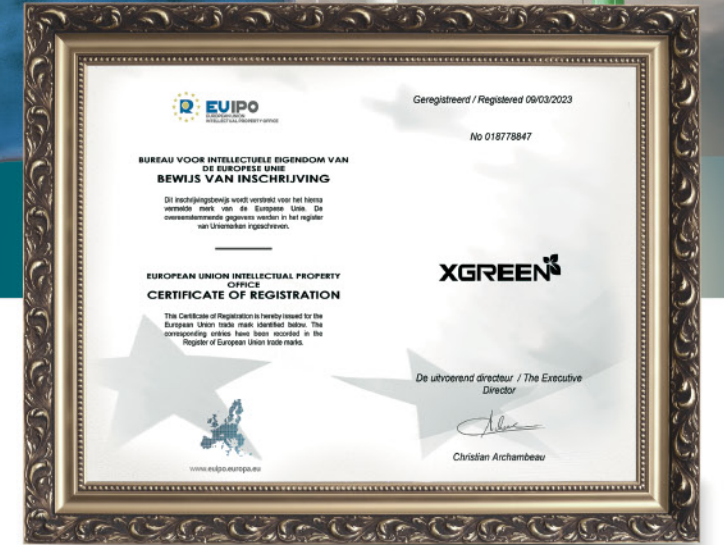 EUIPO
EUROPEAN UNION
INTELLECTUAL PROPERTY OFFICE
BUREAU VOOR INTELLECTUELE EIGENDOM VAN
DE EUROPESE UNIE
BEWIJS VAN INSCHRIJVING
Dit inschrijvingsbewijs wordt verstrekt voor het hierna
vermelde merk van de Europese Unie. De
overeenstemmende gegevens werden in het register
van Uniemerken ingeschreven.
EUROPEAN UNION INTELLECTUAL PROPERTY
OFFICE
CERTIFICATE OF REGISTRATION
This Certificate of Registration is hereby issued for the
European Union trade mark identified below. The
corresponding entries have been recorded in the
Register of European Union trade marks.
www.euipo.europa.eu
Geregistreerd / Registered 09/03/2023
No 018778847
XGREEN
De uitvoerend directeur / The Executive
Director
Christian Archambeau